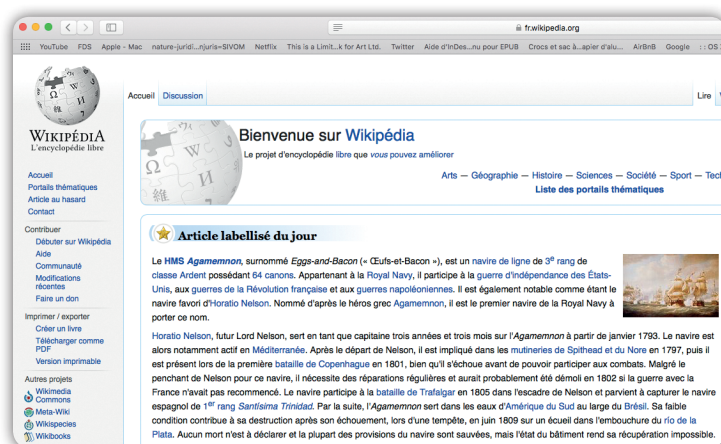 fr.wikipedia.org
YouTube FDS Apple - Mac nature-juridi...njuris=SIVOM Netflix This is a Limit...k for Art Ltd. Twitter Aide d'InDes...nu pour EPUB Crocs et sac à...apier d'alu... AirBnB Google :: OS
WIKIPÉDIA
L'encyclopédie libre
Accueil Discussion
Lire
Bienvenue sur Wikipédia
Le projet d'encyclopédie libre que vous pouvez améliorer
Arts — Géographie — Histoire — Sciences — Société — Sport — Tech
Liste des portails thématiques
Accueil
Portails thématiques
Article au hasard
Contact
Contribuer
Débuter sur Wikipédia
Aide
Communauté
Modifications
récentes
Faire un don
Imprimer / exporter
Créer un livre
Télécharger comme
PDF
Version imprimable
Autres projets
Wikimedia
Commons
Meta-Wiki
Wikispecies
Wikibooks
Article labellisé du jour
Le HMS Agamemnon, surnommé Eggs-and-Bacon (« Œufs-et-Bacon »), est un navire de ligne de 3e rang de
classe Ardent possédant 64 canons. Appartenant à la Royal Navy, il participe à la guerre d'indépendance des États-
Unis, aux guerres de la Révolution française et aux guerres napoléoniennes. Il est également notable comme étant le
navire favori d'Horatio Nelson. Nommé d'après le héros grec Agamemnon, il est le premier navire de la Royal Navy à
porter ce nom.
Horatio Nelson, futur Lord Nelson, sert en tant que capitaine trois années et trois mois sur l'Agamemnon à partir de janvier 1793. Le navire est
alors notamment actif en Méditerranée. Après le départ de Nelson, il est impliqué dans les mutineries de Spithead et du Nore en 1797, puis il
est présent lors de la première bataille de Copenhague en 1801, bien qu'il s'échoue avant de pouvoir participer aux combats. Malgré le
penchant de Nelson pour ce navire, il nécessite des réparations régulières et aurait probablement été démoli en 1802 si la guerre avec la
France n'avait pas recommencé. Le navire participe à la bataille de Trafalgar en 1805 dans l'escadre de Nelson et parvient à capturer le navire
espagnol de 1er rang Santísima Trinidad. Par la suite, l'Agamemnon sert dans les eaux d'Amérique du Sud au large du Brésil. Sa faible
condition contribue à sa destruction après son échouement, lors d'une tempête, en juin 1809 sur un écueil dans l'embouchure du río de la
Plata. Aucun mort n'est à déclarer et la plupart des provisions du navire sont sauvées, mais l'état du bâtiment rend sa récupération impossible.